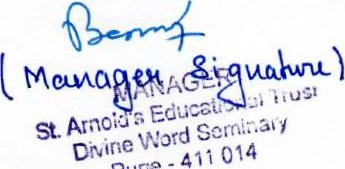 (Manager Signature)
MANAGER
St. Arnold's Educational Trust
Divine Word Seminary
Pune - 411 014